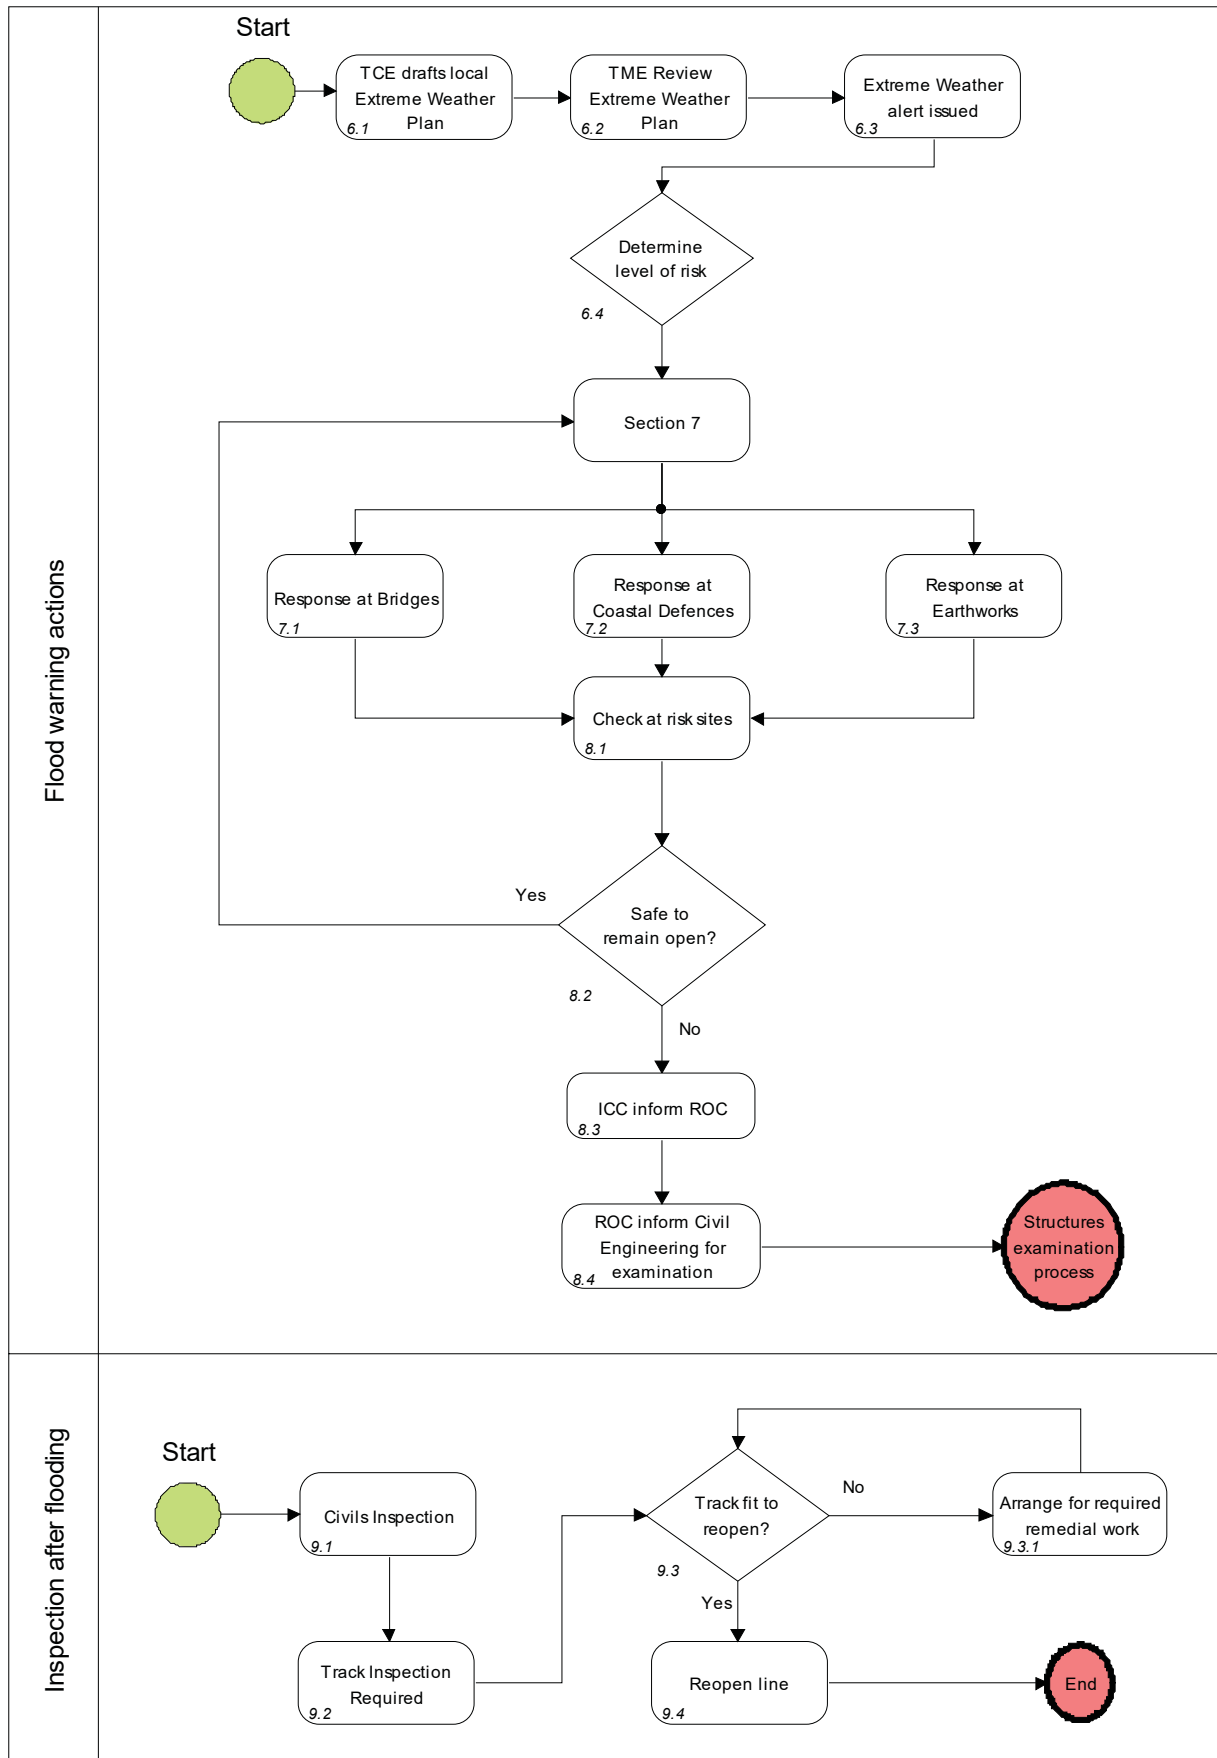 Flood warning actions
Start
TCE drafts local
Extreme Weather
Plan
6.1
TME Review
Extreme Weather
Plan
6.2
Extreme Weather
alert issued
6.3
Determine
level of risk
6.4
Section 7
Response at Bridges
7.1
Response at
Coastal Defences
7.2
Response at
Earthworks
7.3
Check at risk sites
8.1
Yes
Safe to
remain open?
8.2
No
ICC inform ROC
8.3
ROC inform Civil
Engineering for
examination
8.4
Structures
examination
process
Inspection after flooding
Start
Civils Inspection
9.1
Track Inspection
Required
9.2
Track fit to
reopen?
9.3
No
Arrange for required
remedial work
9.3.1
Yes
Reopen line
9.4
End